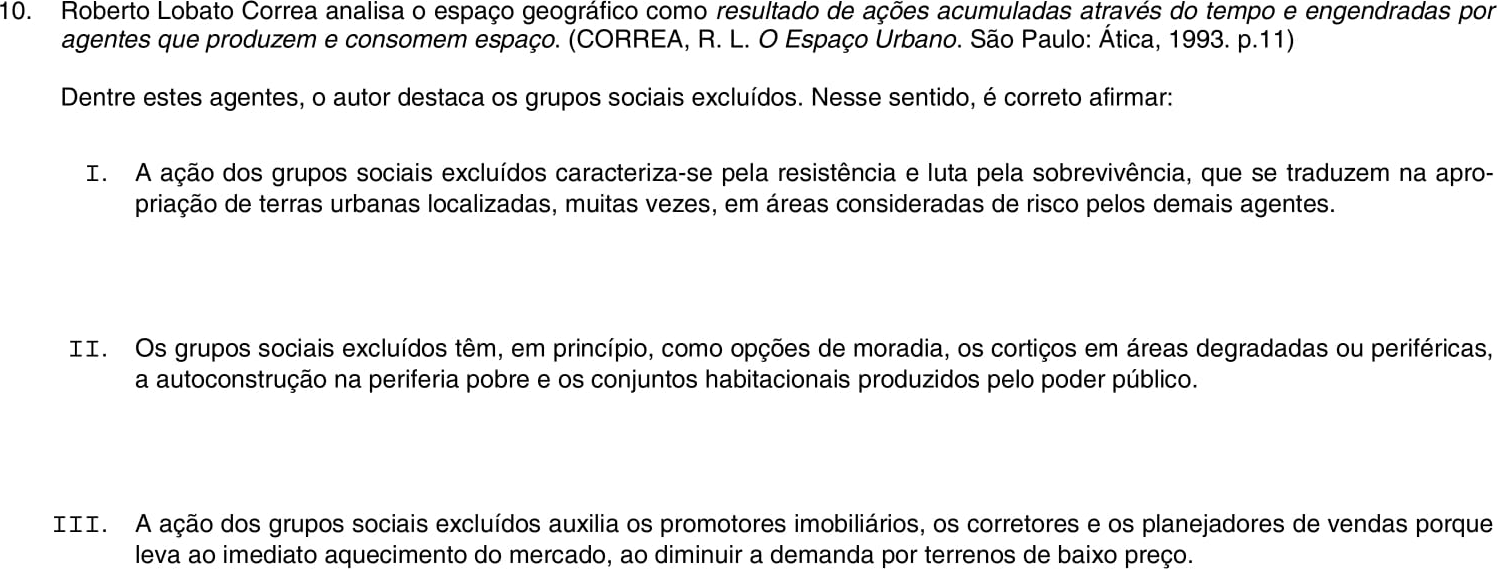 10. Roberto Lobato Correa analisa o espaço geográfico como resultado de ações acumuladas através do tempo e engendradas por
agentes que produzem e consomem espaço. (CORREA, R. L. O Espaço Urbano. São Paulo: Ática, 1993. p.11)
Dentre estes agentes, o autor destaca os grupos sociais excluídos. Nesse sentido, é correto afirmar:
I. A ação dos grupos sociais excluídos caracteriza-se pela resistência e luta pela sobrevivência, que se traduzem na apro-
priação de terras urbanas localizadas, muitas vezes, em áreas consideradas de risco pelos demais agentes.
II. Os grupos sociais excluídos têm, em princípio, como opções de moradia, os cortiços em áreas degradadas ou periféricas,
a autoconstrução na periferia pobre e os conjuntos habitacionais produzidos pelo poder público.
III. A ação dos grupos sociais excluídos auxilia os promotores imobiliários, os corretores e os planejadores de vendas porque
leva ao imediato aquecimento do mercado, ao diminuir a demanda por terrenos de baixo preço.